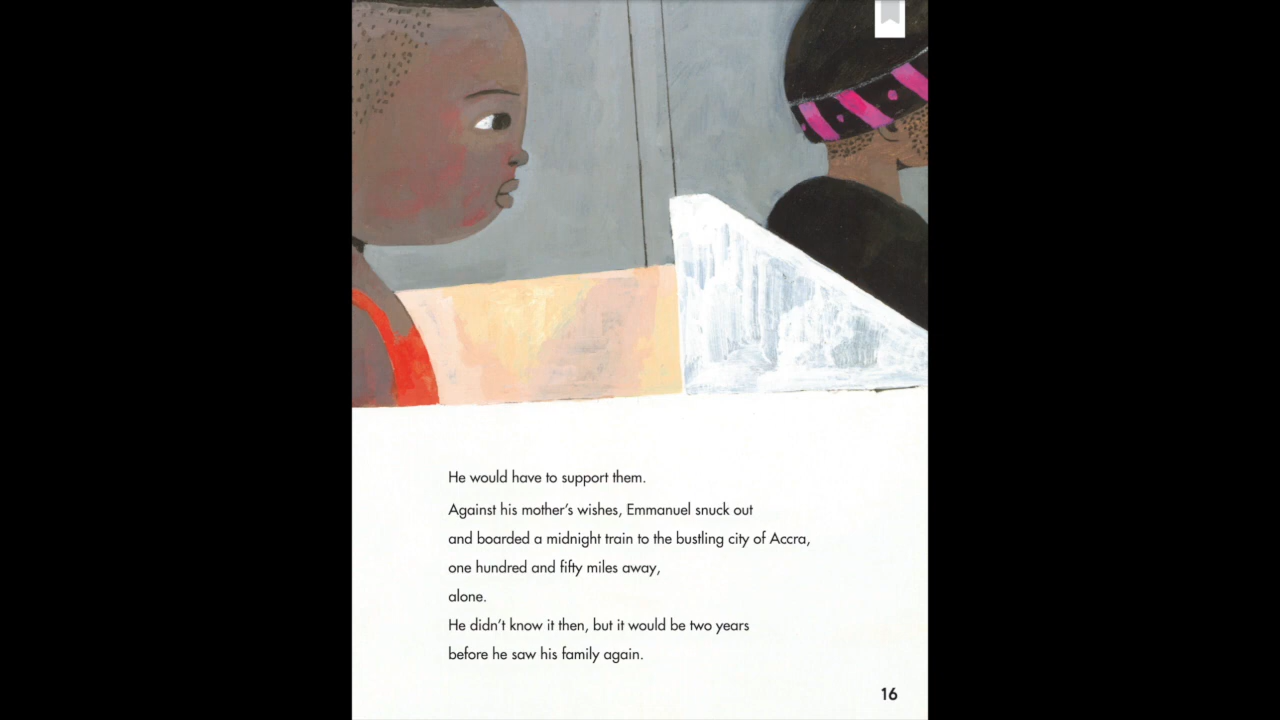 He would have to support them.
Against his mother's wishes, Emmanuel snuck out
and boarded a midnight train to the bustling city of Accra,
one hundred and fifty miles away,
alone.
He didn't know it then, but it would be two years
before he saw his family again.
16